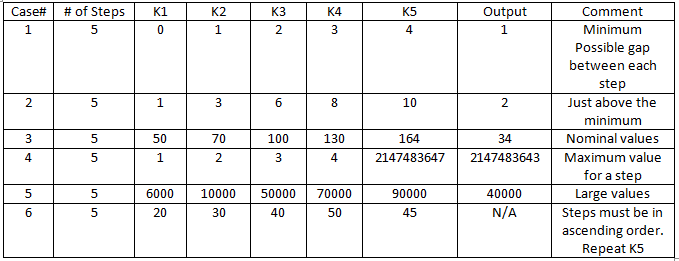 Case# # of Steps K1 K2 K3 K4 K5 Output Comment
1 5 0 1 2 3 4 1 Minimum
Possible gap
between each
step
2 5 1 3 6 8 10 2 Just above the
minimum
3 5 50 70 100 130 164 34 Nominal values
4 5 1 2 3 4 2147483647 2147483643 Maximum value
for a step
5 5 6000 10000 50000 70000 90000 40000 Large values
6 5 20 30 40 50 45 N/A Steps must be in
ascending order.
Repeat K5